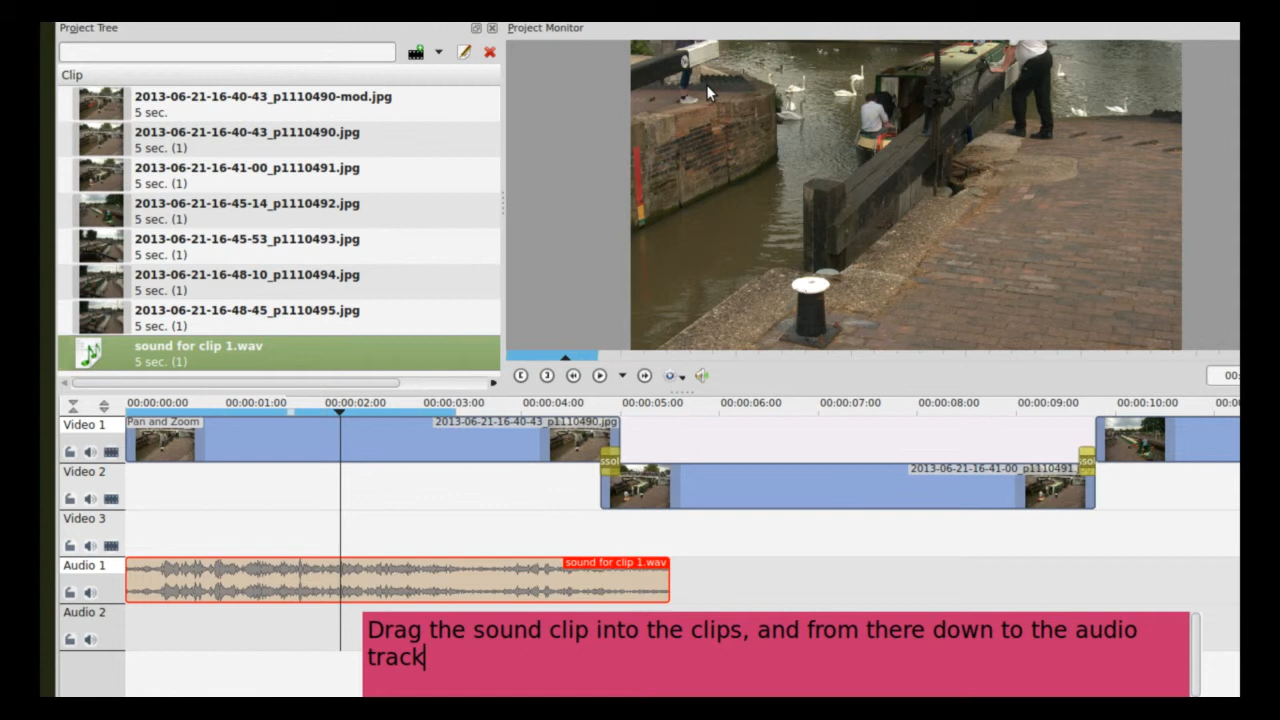 Project Tree
Project Monitor
Clip
2013-06-21-16-40-43_p1110490-mod.jpg
5 sec.
2013-06-21-16-40-43_p1110490.jpg
5 sec. (1)
2013-06-21-16-41-00_p1110491.jpg
5 sec. (1)
2013-06-21-16-45-14_p1110492.jpg
5 sec. (1)
2013-06-21-16-45-53_p1110493.jpg
5 sec. (1)
2013-06-21-16-48-10_p1110494.jpg
5 sec. (1)
2013-06-21-16-48-45_p1110495.jpg
5 sec. (1)
sound for clip 1.wav
5 sec. (1)
00:
00:00:00:00 00:00:01:00 00:00:02:00 00:00:03:00 00:00:04:00 00:00:05:00 00:00:06:00 00:00:07:00 00:00:08:00 00:00:09:00 00:00:10:00 00:0
Video 1
Pan and Zoom
2013-06-21-16-40-43_p1110490.jpg
ssol
ssol
Video 2
2013-06-21-16-41-00_p1110491.
Video 3
Audio 1
sound for clip 1.wav
Audio 2
Drag the sound clip into the clips, and from there down to the audio
track